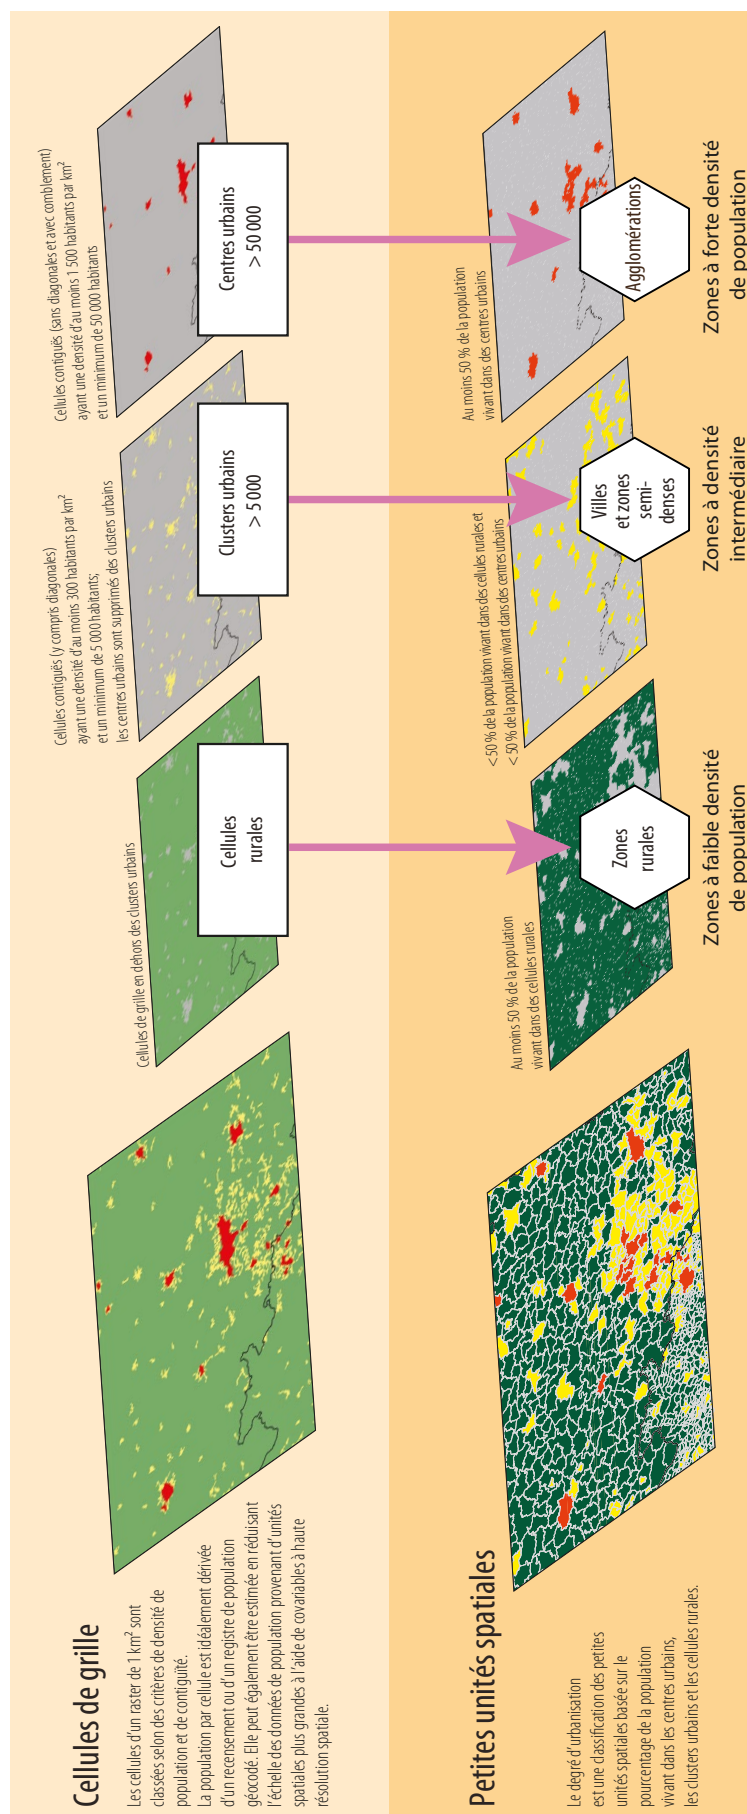 Cellules de grille
Les cellules d'un raster de 1 km² sont
classées selon des critères de densité de
population et de contiguïté.
La population par cellule est idéalement dérivée
d'un recensement ou d'un registre de population
géocodé. Elle peut également être estimée en réduisant
l'échelle des données de population provenant d'unités
spatiales plus grandes à l'aide de covariables à haute
résolution spatiale.
Cellules de grille en dehors des clusters urbains
Cellules
rurales
Cellules contiguës (y compris diagonales)
ayant une densité d'au moins 300 habitants par km²
et un minimum de 5 000 habitants;
les centres urbains sont supprimés des clusters urbains
Clusters urbains
> 5 000
Cellules contiguës (sans diagonales et avec comblement)
ayant une densité d'au moins 1 500 habitants par km²
et un minimum de 50 000 habitants
Centres urbains
> 50 000
Petites unités spatiales
Le degré d'urbanisation
est une classification des petites
unités spatiales basée sur le
pourcentage de la population
vivant dans les centres urbains,
les clusters urbains et les cellules rurales.
Au moins 50 % de la population
vivant dans des cellules rurales
Zones
rurales
Zones à faible densité
de population
< 50 % de la population vivant dans des cellules rurales et
< 50 % de la population vivant dans des centres urbains
Villes
et zones
semi-
denses
Zones à densité
intermédiaire
Au moins 50 % de la population
vivant dans des centres urbains
Agglomérations
Zones à forte densité
de population